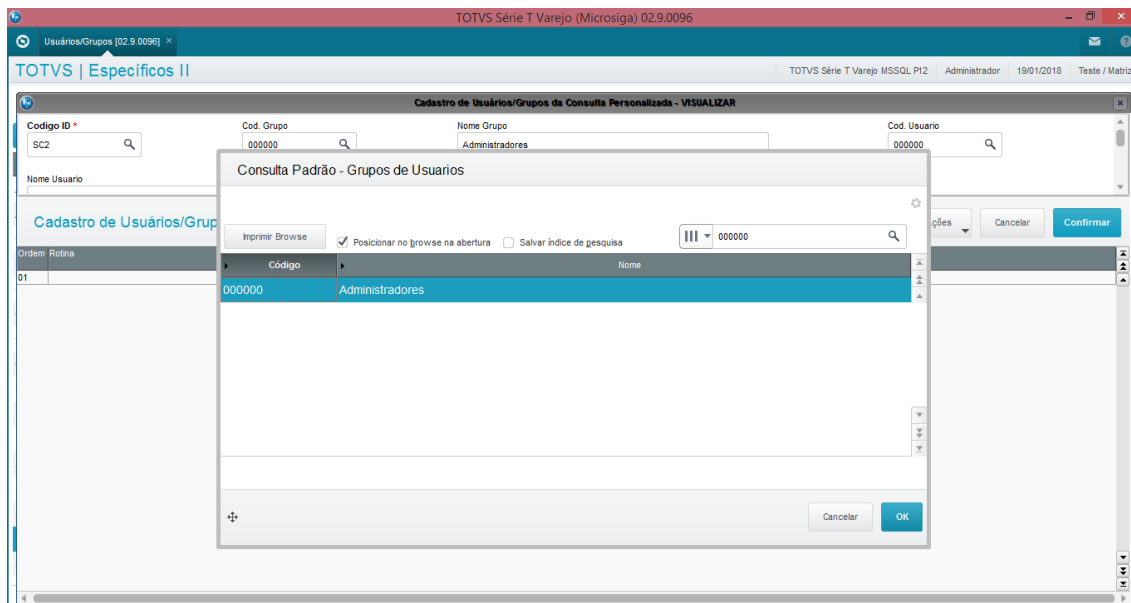 TOTVS Série T Varejo (Microsiga) 02.9.0096
Usuários/Grupos [02.9.0096] ×
TOTVS | Específicos II
TOTVS Série T Varejo MSSQL P12 Administrador 19/01/2018 Teste / Matriz
Cadastro de Usuários/Grupos da Consulta Personalizada - VISUALIZAR
Codigo ID * Cod. Grupo Nome Grupo Cod. Usuario
SC2 000000 Administradores 000000
Nome Usuario
Consulta Padrão - Grupos de Usuarios
Cadastro de Usuários/Grup
ções Cancelar Confirmar
Imprimir Browse Posicionar no browse na abertura Salvar índice de pesquisa 000000
Ordem Rotina
Código Nome
01
000000 Administradores
Cancelar OK